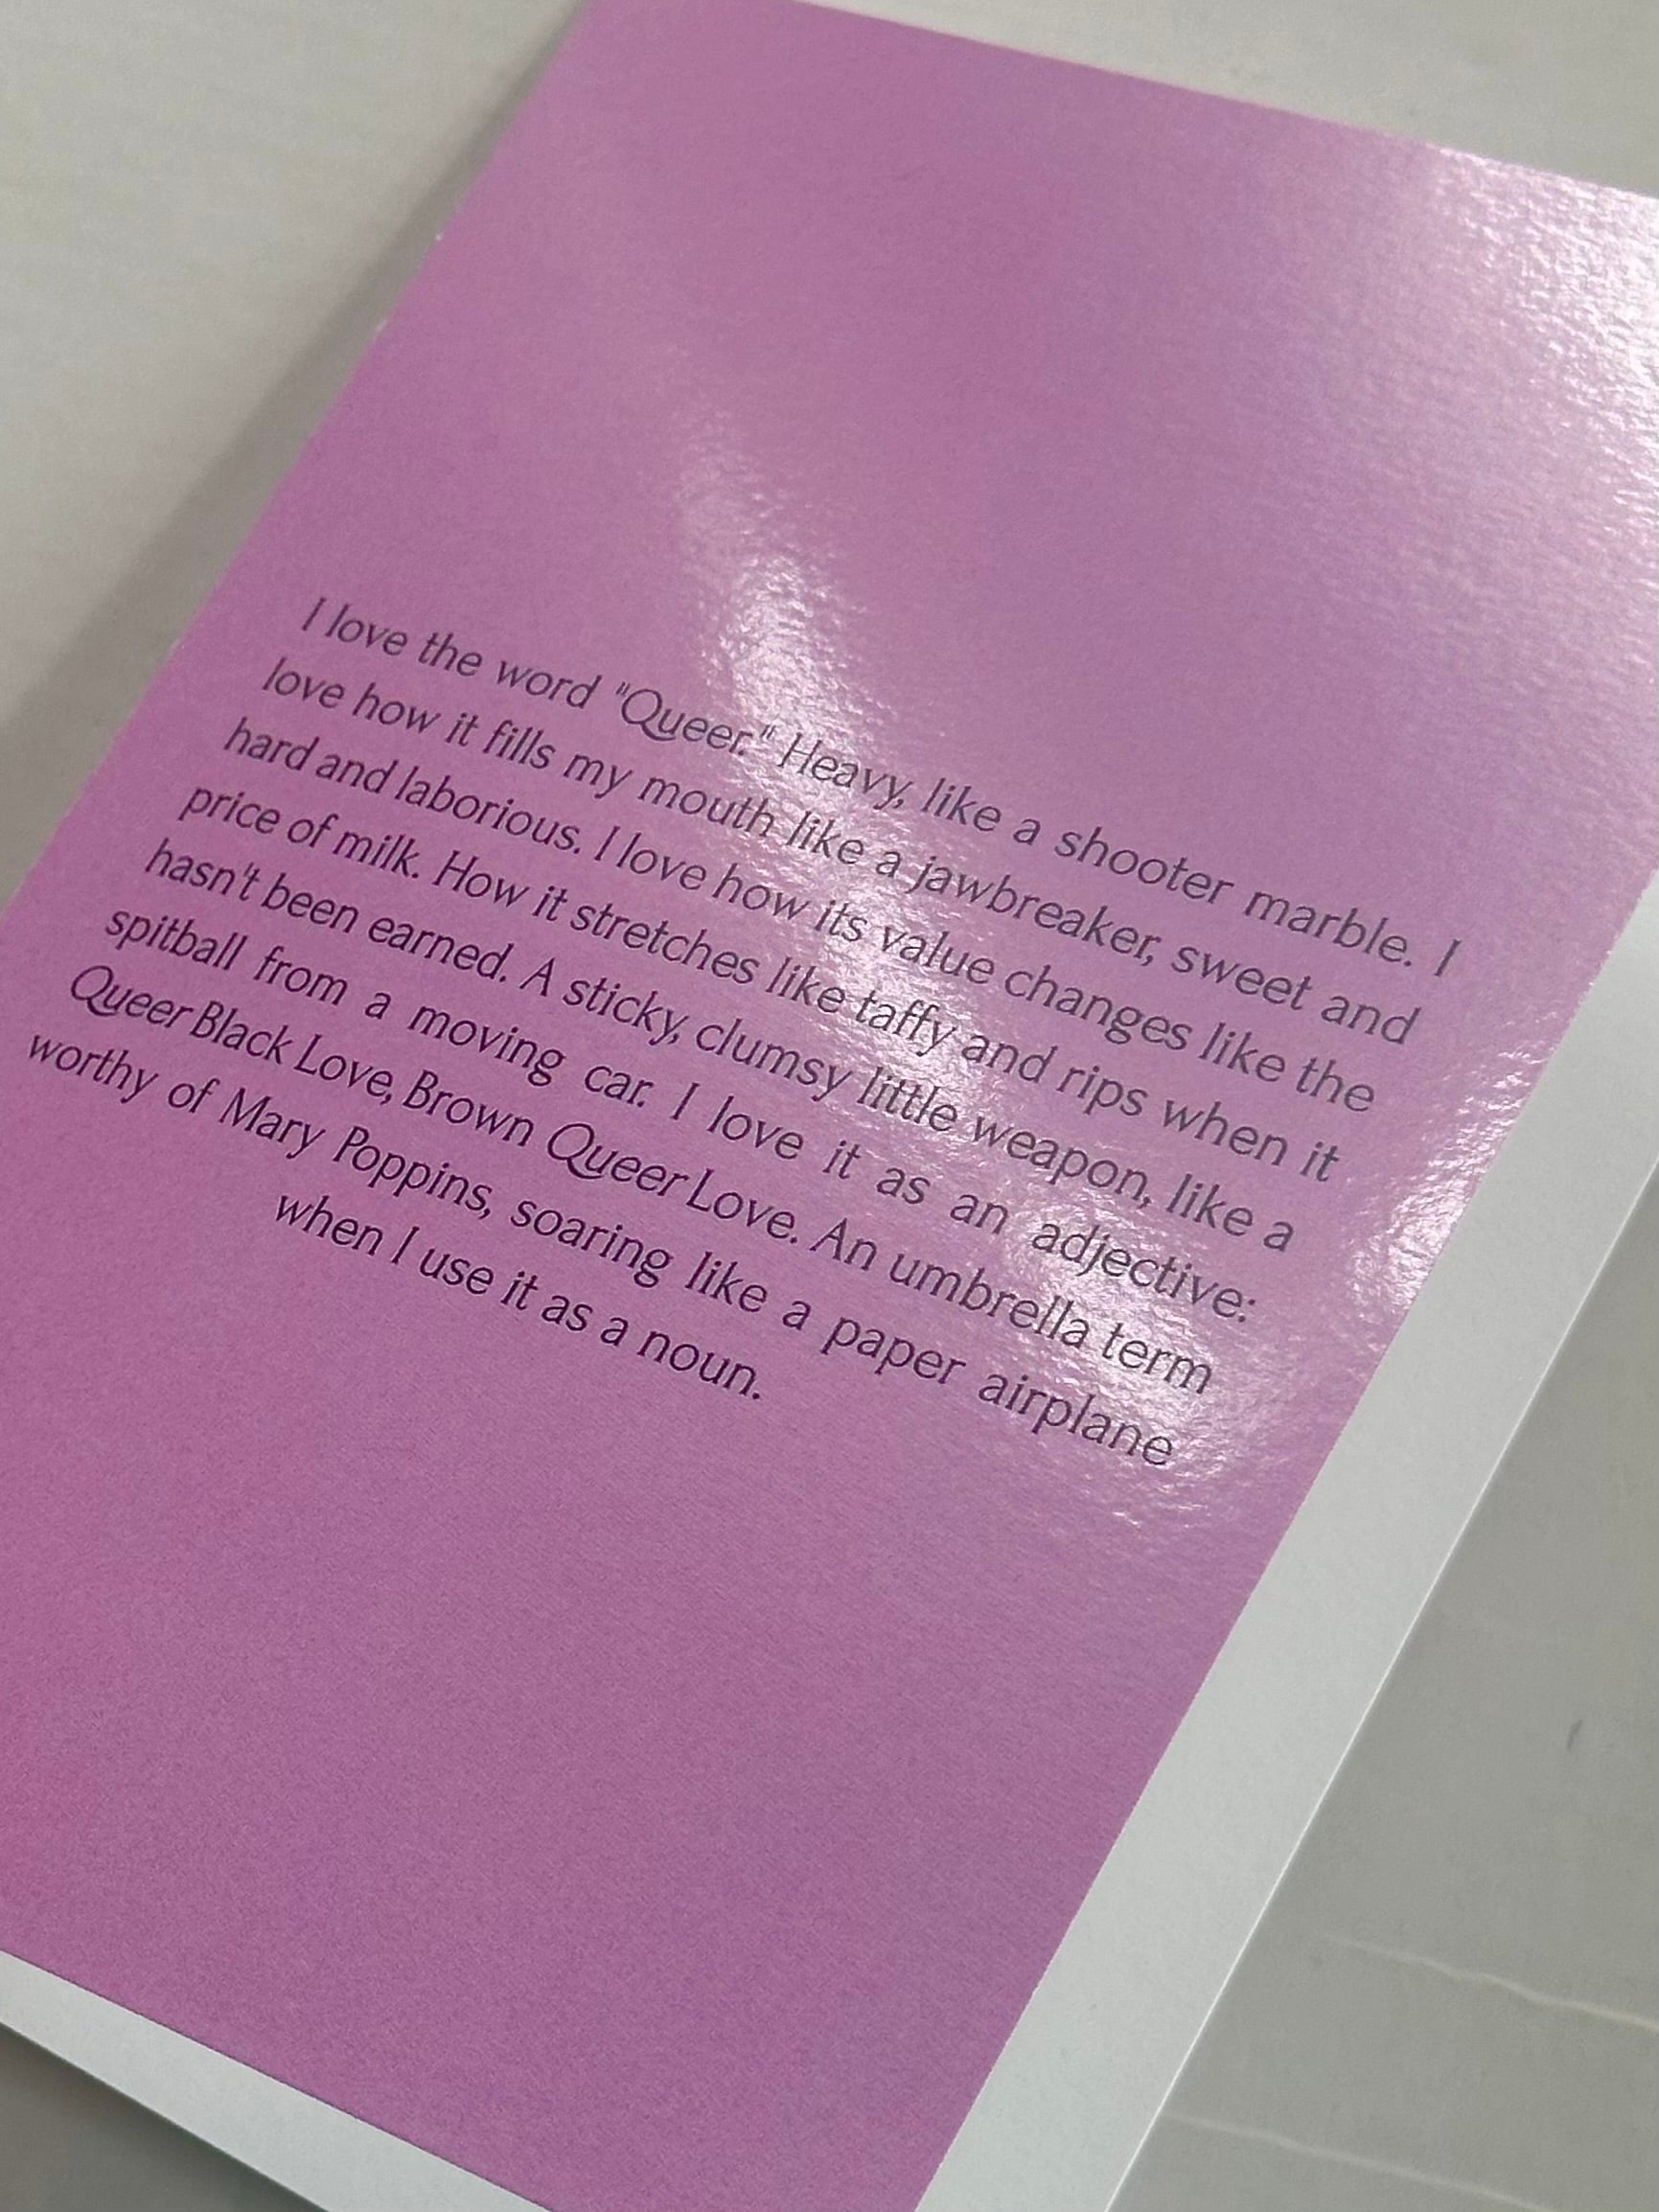 I love the word "Queer." Heavy, like a shooter marble. I
love how it fills my mouth like a jawbreaker, sweet and
hard and laborious. I love how its value changes like the
price of milk. How it stretches like taffy and rips when it
hasn't been earned. A sticky, clumsy little weapon, like a
spitball from a moving car. I love it as an adjective:
Queer Black Love, Brown Queer Love. An umbrella term
worthy of Mary Poppins, soaring like a paper airplane
when I use it as a noun.